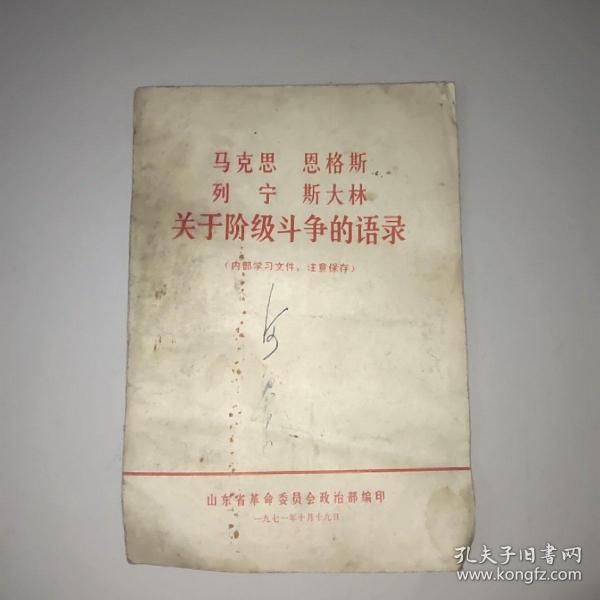 马克思 恩格斯
列宁 斯大林
关于阶级斗争的语录
（内部学习文件，注意保存）
山东省革命委员会政治部编印
一九七一年十月十九日
孔夫子旧书网
www.kongfz.com